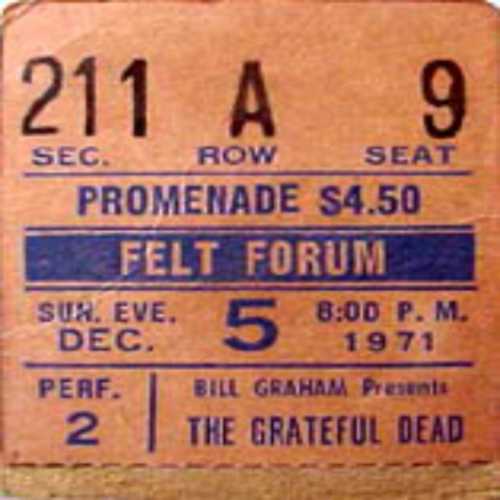 211 A 9
SEC. ROW SEAT
PROMENADE $4.50
FELT FORUM
SUN. EVE. 5 8:00 P. M.
DEC. 1971
PERF. BILL GRAHAM Presents
2 THE GRATEFUL DEAD